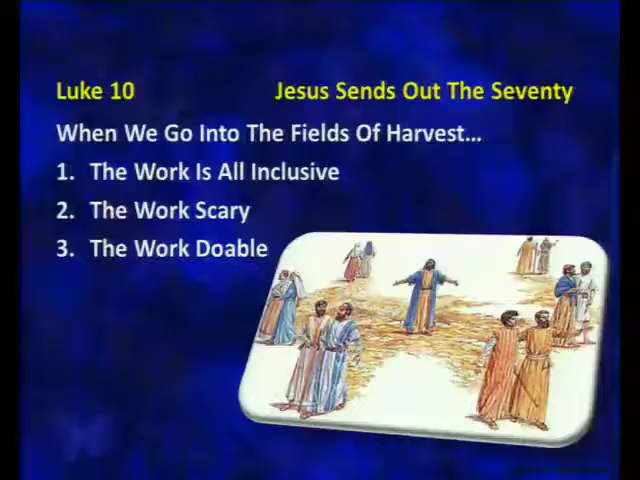 Luke 10 Jesus Sends Out The Seventy
When We Go Into The Fields Of Harvest...
1. The Work Is All Inclusive
2. The Work Scary
3. The Work Doable